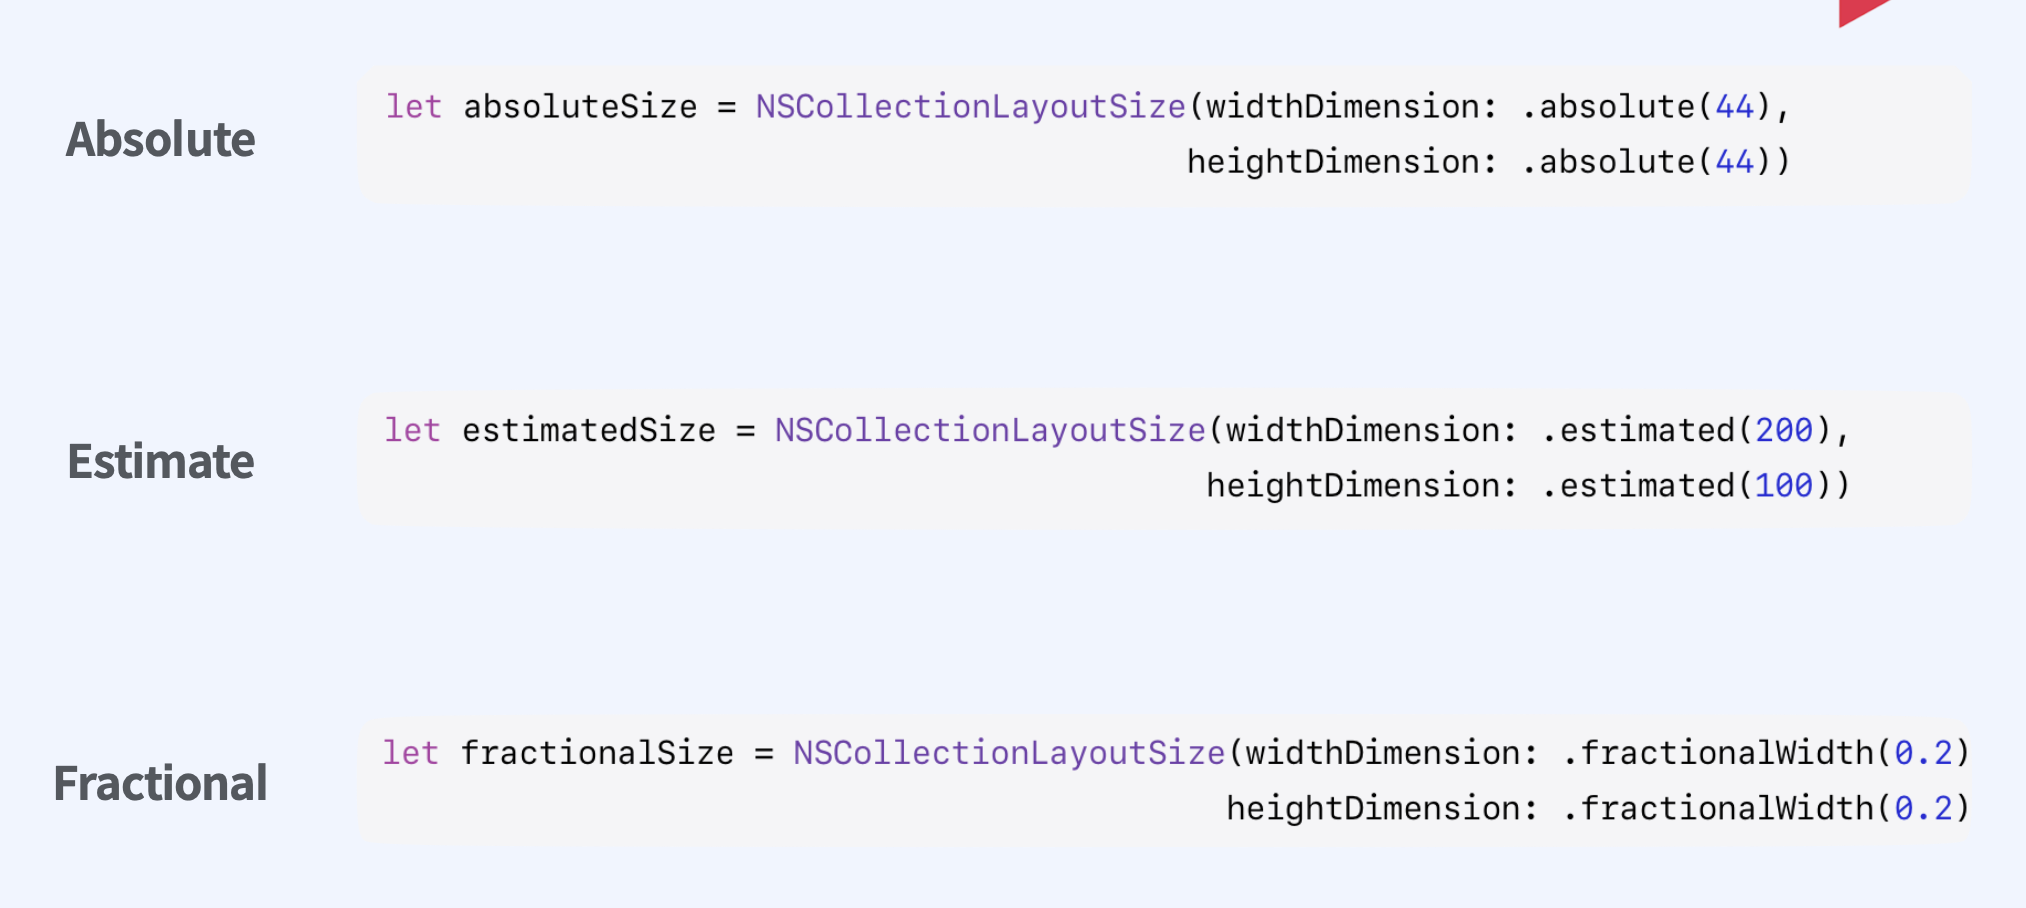 Absolute
let absoluteSize = NSCollectionLayoutSize(widthDimension: .absolute(44),
heightDimension: .absolute(44))
Estimate
let estimatedSize = NSCollectionLayoutSize(widthDimension: .estimated(200),
heightDimension: .estimated(100))
Fractional
let fractionalSize = NSCollectionLayoutSize(widthDimension: .fractionalWidth(0.2)
heightDimension: .fractionalWidth(0.2)